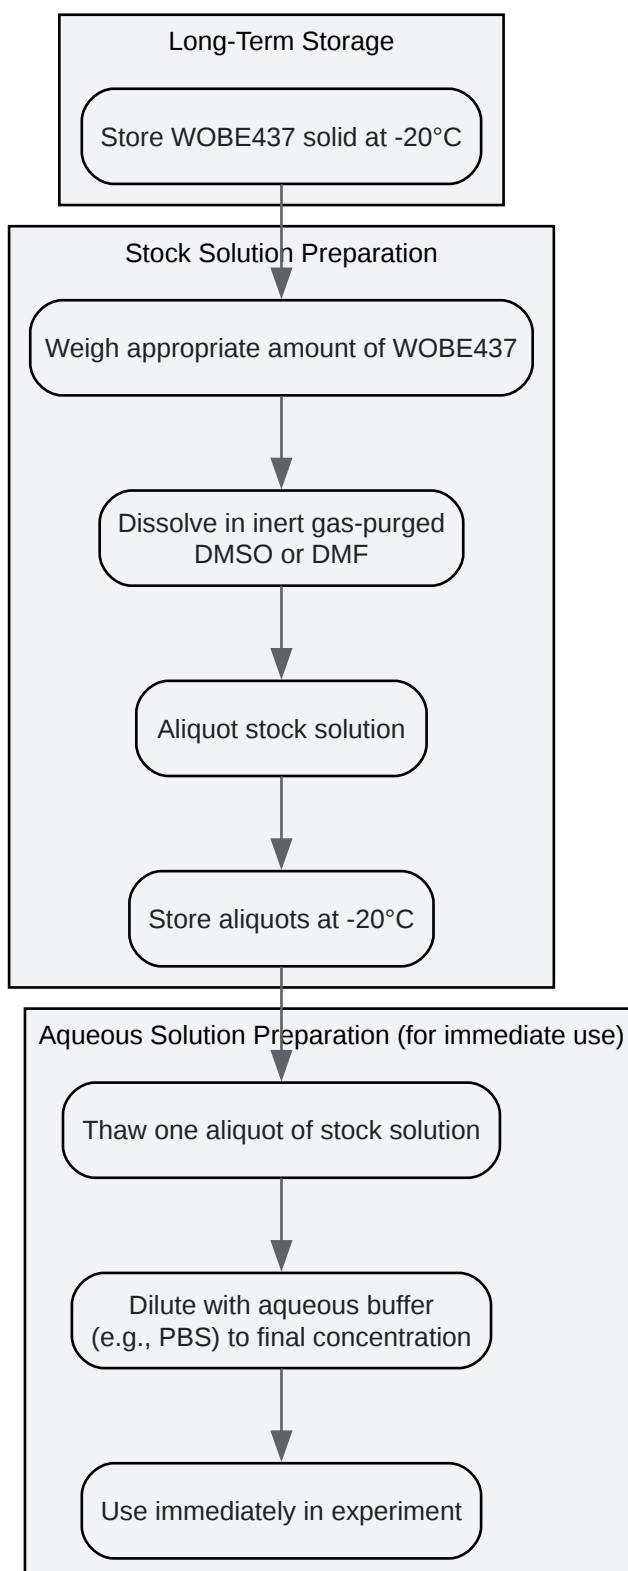 Long-Term Storage
Store WOBE437 solid at -20°C
Stock Solution Preparation
Weigh appropriate amount of WOBE437
Dissolve in inert gas-purged
DMSO or DMF
Aliquot stock solution
Store aliquots at -20°C
Aqueous Solution Preparation (for immediate use)
Thaw one aliquot of stock solution
Dilute with aqueous buffer
(e.g., PBS) to final concentration
Use immediately in experiment